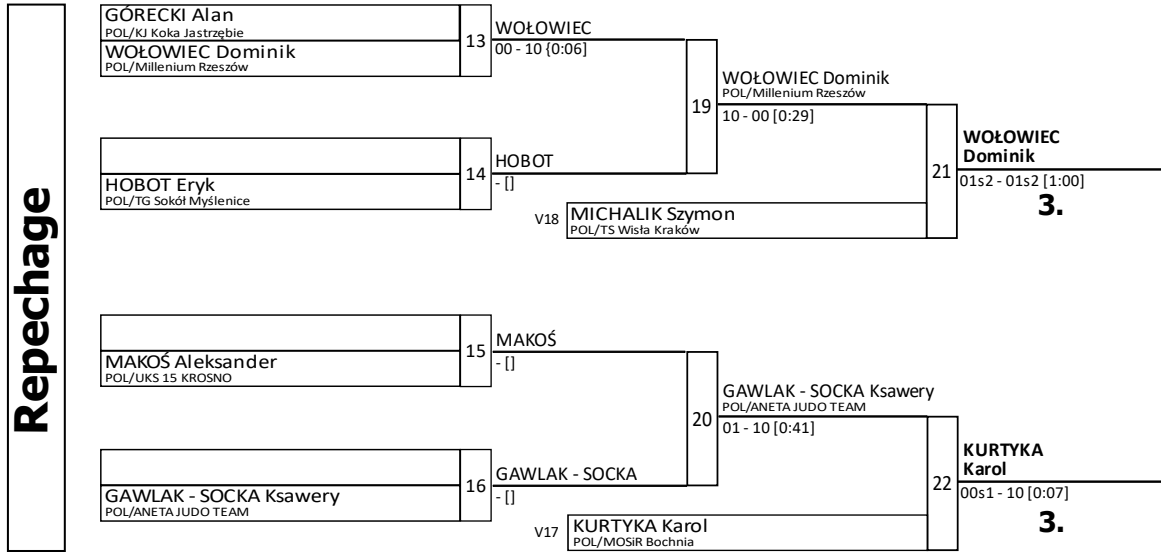 Repechage
GÓRECKI Alan
POL/KJ Koka Jastrzębie
WOŁOWIEC Dominik
POL/Millenium Rzeszów
13
WOŁOWIEC
00 - 10 {0:06}
HOBOT Eryk
POL/TG Sokół Myślenice
14
HOBOT
- []
19
WOŁOWIEC Dominik
POL/Millenium Rzeszów
10 - 00 [0:29]
V18
MICHALIK Szymon
POL/TS Wisła Kraków
21
WOŁOWIEC
Dominik
01s2 - 01s2 [1:00]
3.
MAKOŚ Aleksander
POL/UKS 15 KROSNO
15
MAKOŚ
- []
GAWLAK - SOCKA Ksawery
POL/ANETA JUDO TEAM
16
GAWLAK - SOCKA
- []
20
GAWLAK - SOCKA Ksawery
POL/ANETA JUDO TEAM
01 - 10 [0:41]
V17
KURTYKA Karol
POL/MOSiR Bochnia
22
KURTYKA
Karol
00s1 - 10 [0:07]
3.